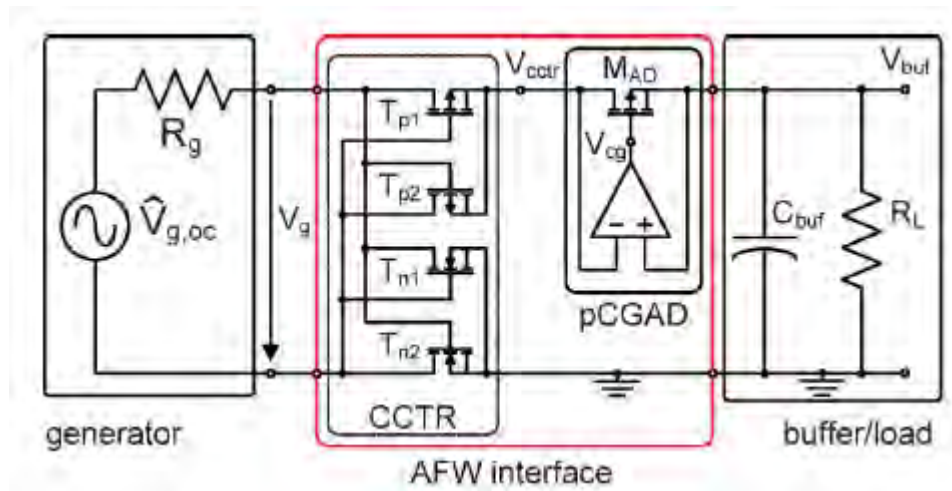 V̂g,oc
Rg
Vg
Tp1
Tp2
Tn1
Tn2
CCTR
Vcctr
MAD
Vcg
- +
pCGAD
Vbuf
Cbuf
RL
generator
AFW interface
buffer/load